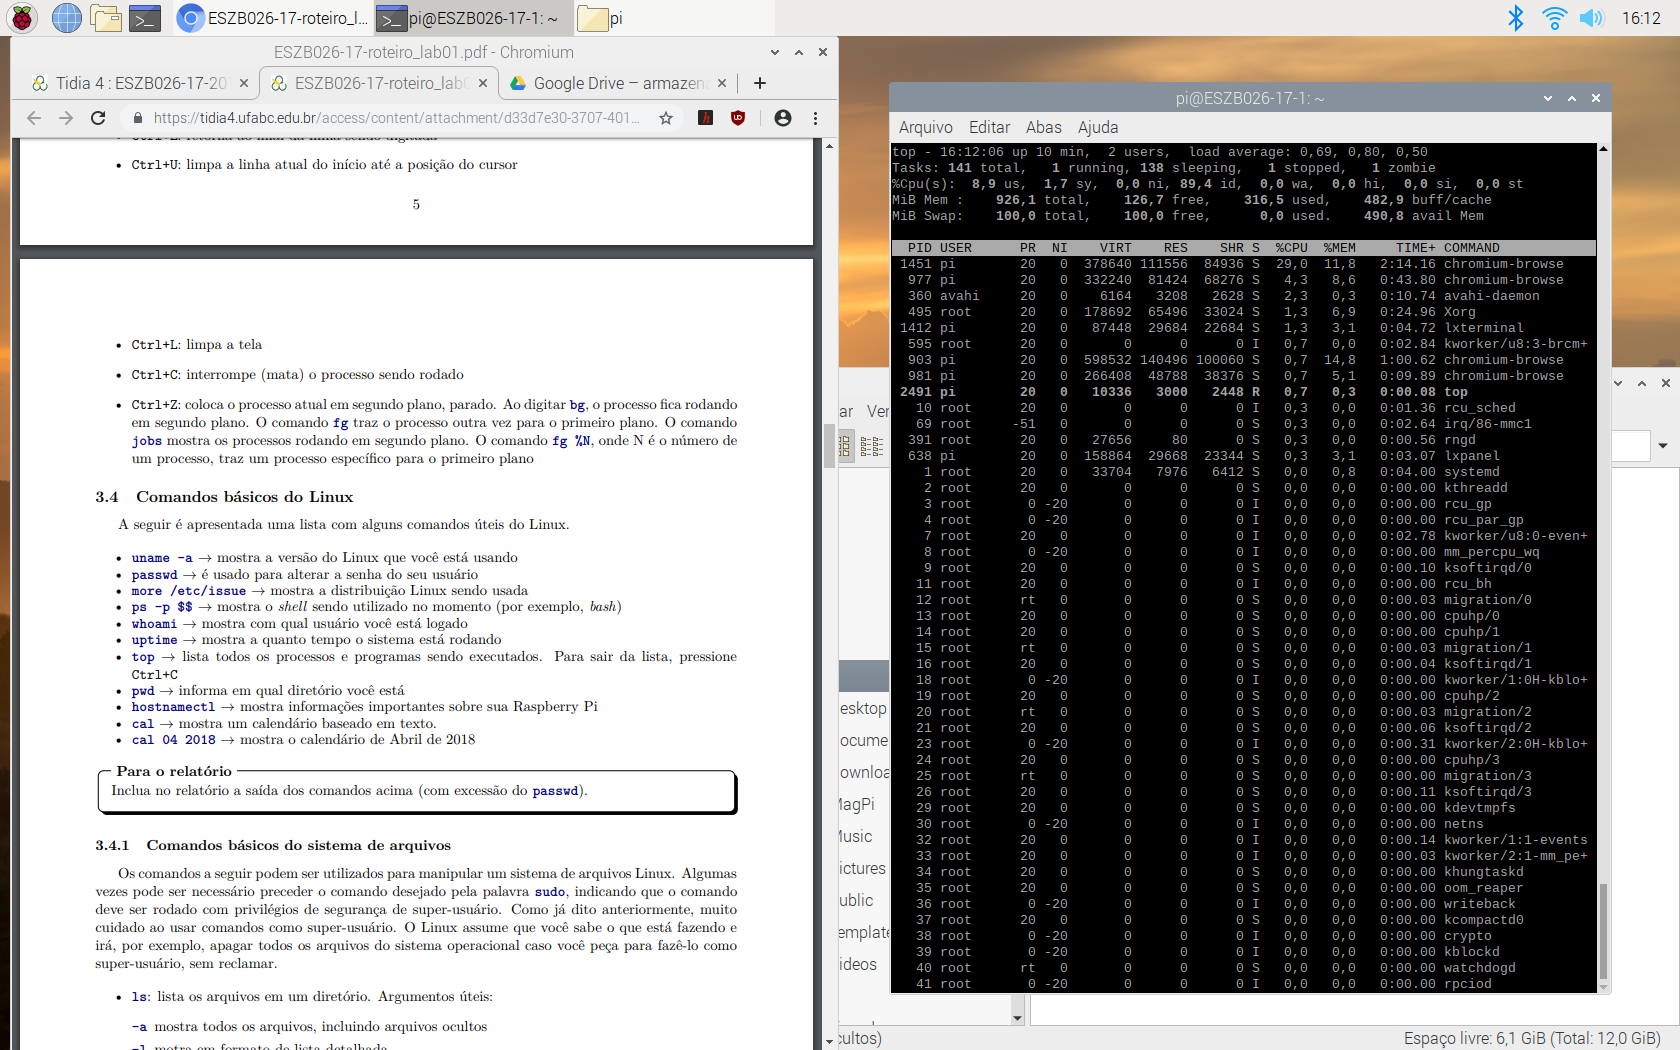 ESZB026-17-roteiro_l...
pi@ESZB026-17-1: ~
pi
16:12
ESZB026-17-roteiro_lab01.pdf - Chromium
Tidia 4 : ESZB026-17-20
ESZB026-17-roteiro_lab0
Google Drive – armazena
https://tidia4.ufabc.edu.br/access/content/attachment/d33d7e30-3707-401...
• Ctrl+U: limpa a linha atual do início até a posição do cursor
5
• Ctrl+L: limpa a tela
• Ctrl+C: interrompe (mata) o processo sendo rodado
• Ctrl+Z: coloca o processo atual em segundo plano, parado. Ao digitar bg, o processo fica rodando
em segundo plano. O comando fg traz o processo outra vez para o primeiro plano. O comando
jobs mostra os processos rodando em segundo plano. O comando fg %N, onde N é o número de
um processo, traz um processo específico para o primeiro plano
3.4 Comandos básicos do Linux
A seguir é apresentada uma lista com alguns comandos úteis do Linux.
• uname -a → mostra a versão do Linux que você está usando
• passwd → é usado para alterar a senha do seu usuário
• more /etc/issue → mostra a distribuição Linux sendo usada
• ps -p $$ → mostra o shell sendo utilizado no momento (por exemplo, bash)
• whoami → mostra com qual usuário você está logado
• uptime → mostra a quanto tempo o sistema está rodando
• top → lista todos os processos e programas sendo executados. Para sair da lista, pressione
Ctrl+C
• pwd → informa em qual diretório você está
• hostnamectl → mostra informações importantes sobre sua Raspberry Pi
• cal → mostra um calendário baseado em texto.
• cal 04 2018 → mostra o calendário de Abril de 2018
Para o relatório
Inclua no relatório a saída dos comandos acima (com excessão do passwd).
3.4.1 Comandos básicos do sistema de arquivos
Os comandos a seguir podem ser utilizados para manipular um sistema de arquivos Linux. Algumas
vezes pode ser necessário preceder o comando desejado pela palavra sudo, indicando que o comando
deve ser rodado com privilégios de segurança de super-usuário. Como já dito anteriormente, muito
cuidado ao usar comandos como super-usuário. O Linux assume que você sabe o que está fazendo e
irá, por exemplo, apagar todos os arquivos do sistema operacional caso você peça para fazê-lo como
super-usuário, sem reclamar.
• ls: lista os arquivos em um diretório. Argumentos úteis:
-a mostra todos os arquivos, incluindo arquivos ocultos
-l motra em formato de lista detalhada
pi@ESZB026-17-1: ~
Arquivo Editar Abas Ajuda
top - 16:12:06 up 10 min, 2 users, load average: 0,69, 0,80, 0,50
Tasks: 141 total, 1 running, 138 sleeping, 1 stopped, 1 zombie
%Cpu(s): 8,9 us, 1,7 sy, 0,0 ni, 89,4 id, 0,0 wa, 0,0 hi, 0,0 si, 0,0 st
MiB Mem : 926,1 total, 126,7 free, 316,5 used, 482,9 buff/cache
MiB Swap: 100,0 total, 100,0 free, 0,0 used. 490,8 avail Mem
PID USER PR NI VIRT RES SHR S %CPU %MEM TIME+ COMMAND
1451 pi 20 0 378640 111556 84936 S 29,0 11,8 2:14.16 chromium-browse
977 pi 20 0 332240 81424 68276 S 4,3 8,6 0:43.80 chromium-browse
360 avahi 20 0 6164 3208 2628 S 2,3 0,3 0:10.74 avahi-daemon
495 root 20 0 178692 65496 33024 S 1,3 6,9 0:24.96 Xorg
1412 pi 20 0 87448 29684 22684 S 1,3 3,1 0:04.72 lxterminal
595 root 20 0 0 0 0 I 0,7 0,0 0:02.84 kworker/u8:3-brcm+
903 pi 20 0 598532 140496 100060 S 0,7 14,8 1:00.62 chromium-browse
981 pi 20 0 266408 48788 38376 S 0,7 5,1 0:09.89 chromium-browse
2491 pi 20 0 10336 3000 2448 R 0,7 0,3 0:00.08 top
10 root 20 0 0 0 0 I 0,3 0,0 0:01.36 rcu_sched
69 root -51 0 0 0 0 S 0,3 0,0 0:02.64 irq/86-mmc1
391 root 20 0 27656 80 0 S 0,3 0,0 0:00.56 rngd
638 pi 20 0 158864 29668 23344 S 0,3 3,1 0:03.07 lxpanel
1 root 20 0 33704 7976 6412 S 0,0 0,8 0:04.00 systemd
2 root 20 0 0 0 0 S 0,0 0,0 0:00.00 kthreadd
3 root 0 -20 0 0 0 I 0,0 0,0 0:00.00 rcu_gp
4 root 0 -20 0 0 0 I 0,0 0,0 0:00.00 rcu_par_gp
7 root 20 0 0 0 0 I 0,0 0,0 0:02.78 kworker/u8:0-even+
8 root 0 -20 0 0 0 I 0,0 0,0 0:00.00 mm_percpu_wq
9 root 20 0 0 0 0 S 0,0 0,0 0:00.10 ksoftirqd/0
11 root 20 0 0 0 0 I 0,0 0,0 0:00.00 rcu_bh
12 root rt 0 0 0 0 S 0,0 0,0 0:00.03 migration/0
13 root 20 0 0 0 0 S 0,0 0,0 0:00.00 cpuhp/0
14 root 20 0 0 0 0 S 0,0 0,0 0:00.00 cpuhp/1
15 root rt 0 0 0 0 S 0,0 0,0 0:00.03 migration/1
16 root 20 0 0 0 0 S 0,0 0,0 0:00.04 ksoftirqd/1
18 root 0 -20 0 0 0 I 0,0 0,0 0:00.00 kworker/1:0H-kblo+
19 root 20 0 0 0 0 S 0,0 0,0 0:00.00 cpuhp/2
20 root rt 0 0 0 0 S 0,0 0,0 0:00.03 migration/2
21 root 20 0 0 0 0 S 0,0 0,0 0:00.06 ksoftirqd/2
23 root 0 -20 0 0 0 I 0,0 0,0 0:00.31 kworker/2:0H-kblo+
24 root 20 0 0 0 0 S 0,0 0,0 0:00.00 cpuhp/3
25 root rt 0 0 0 0 S 0,0 0,0 0:00.03 migration/3
26 root 20 0 0 0 0 S 0,0 0,0 0:00.11 ksoftirqd/3
29 root 20 0 0 0 0 S 0,0 0,0 0:00.00 kdevtmpfs
30 root 0 -20 0 0 0 I 0,0 0,0 0:00.00 netns
32 root 20 0 0 0 0 I 0,0 0,0 0:00.14 kworker/1:1-events
33 root 20 0 0 0 0 I 0,0 0,0 0:00.03 kworker/2:1-mm_pe+
34 root 20 0 0 0 0 S 0,0 0,0 0:00.00 khungtaskd
35 root 20 0 0 0 0 S 0,0 0,0 0:00.00 oom_reaper
36 root 0 -20 0 0 0 I 0,0 0,0 0:00.00 writeback
37 root 20 0 0 0 0 S 0,0 0,0 0:00.00 kcompactd0
38 root 0 -20 0 0 0 I 0,0 0,0 0:00.00 crypto
39 root 0 -20 0 0 0 I 0,0 0,0 0:00.00 kblockd
40 root rt 0 0 0 0 S 0,0 0,0 0:00.00 watchdogd
41 root 0 -20 0 0 0 I 0,0 0,0 0:00.00 rpciod
ar Ver
esktop
ocume
ownloa
MagPi
Music
ictures
ublic
emplate
ideos
cultos)
Espaço livre: 6,1 GiB (Total: 12,0 GiB)